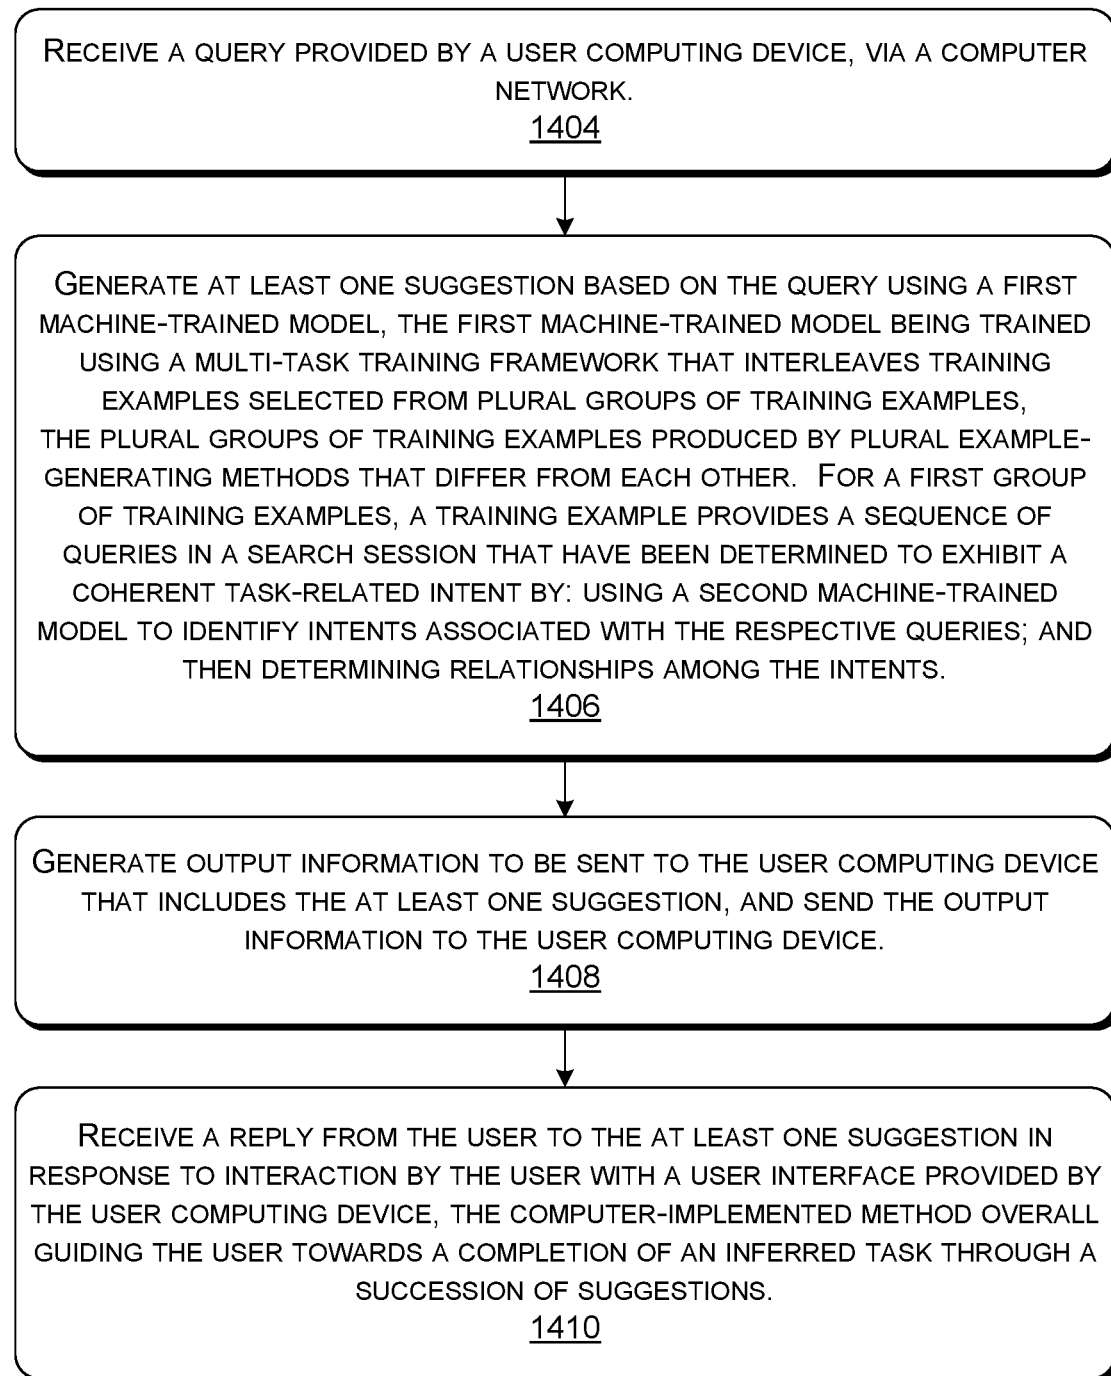 RECEIVE A QUERY PROVIDED BY A USER COMPUTING DEVICE, VIA A COMPUTER
NETWORK.
1404
GENERATE AT LEAST ONE SUGGESTION BASED ON THE QUERY USING A FIRST
MACHINE-TRAINED MODEL, THE FIRST MACHINE-TRAINED MODEL BEING TRAINED
USING A MULTI-TASK TRAINING FRAMEWORK THAT INTERLEAVES TRAINING
EXAMPLES SELECTED FROM PLURAL GROUPS OF TRAINING EXAMPLES,
THE PLURAL GROUPS OF TRAINING EXAMPLES PRODUCED BY PLURAL EXAMPLE-
GENERATING METHODS THAT DIFFER FROM EACH OTHER. FOR A FIRST GROUP
OF TRAINING EXAMPLES, A TRAINING EXAMPLE PROVIDES A SEQUENCE OF
QUERIES IN A SEARCH SESSION THAT HAVE BEEN DETERMINED TO EXHIBIT A
COHERENT TASK-RELATED INTENT BY: USING A SECOND MACHINE-TRAINED
MODEL TO IDENTIFY INTENTS ASSOCIATED WITH THE RESPECTIVE QUERIES; AND
THEN DETERMINING RELATIONSHIPS AMONG THE INTENTS.
1406
GENERATE OUTPUT INFORMATION TO BE SENT TO THE USER COMPUTING DEVICE
THAT INCLUDES THE AT LEAST ONE SUGGESTION, AND SEND THE OUTPUT
INFORMATION TO THE USER COMPUTING DEVICE.
1408
RECEIVE A REPLY FROM THE USER TO THE AT LEAST ONE SUGGESTION IN
RESPONSE TO INTERACTION BY THE USER WITH A USER INTERFACE PROVIDED BY
THE USER COMPUTING DEVICE, THE COMPUTER-IMPLEMENTED METHOD OVERALL
GUIDING THE USER TOWARDS A COMPLETION OF AN INFERRED TASK THROUGH A
SUCCESSION OF SUGGESTIONS.
1410